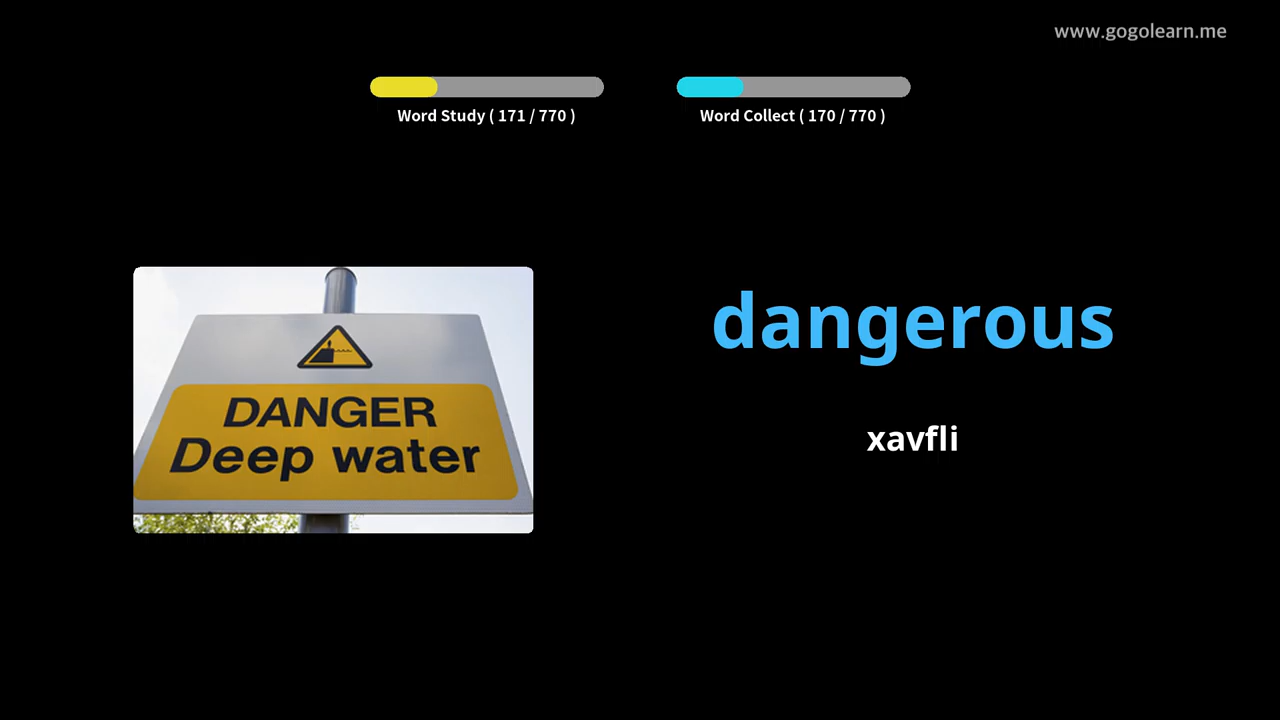 www.gogolearn.me
Word Study ( 171 / 770 )
Word Collect ( 170 / 770 )
DANGER
Deep water
dangerous
xavfli